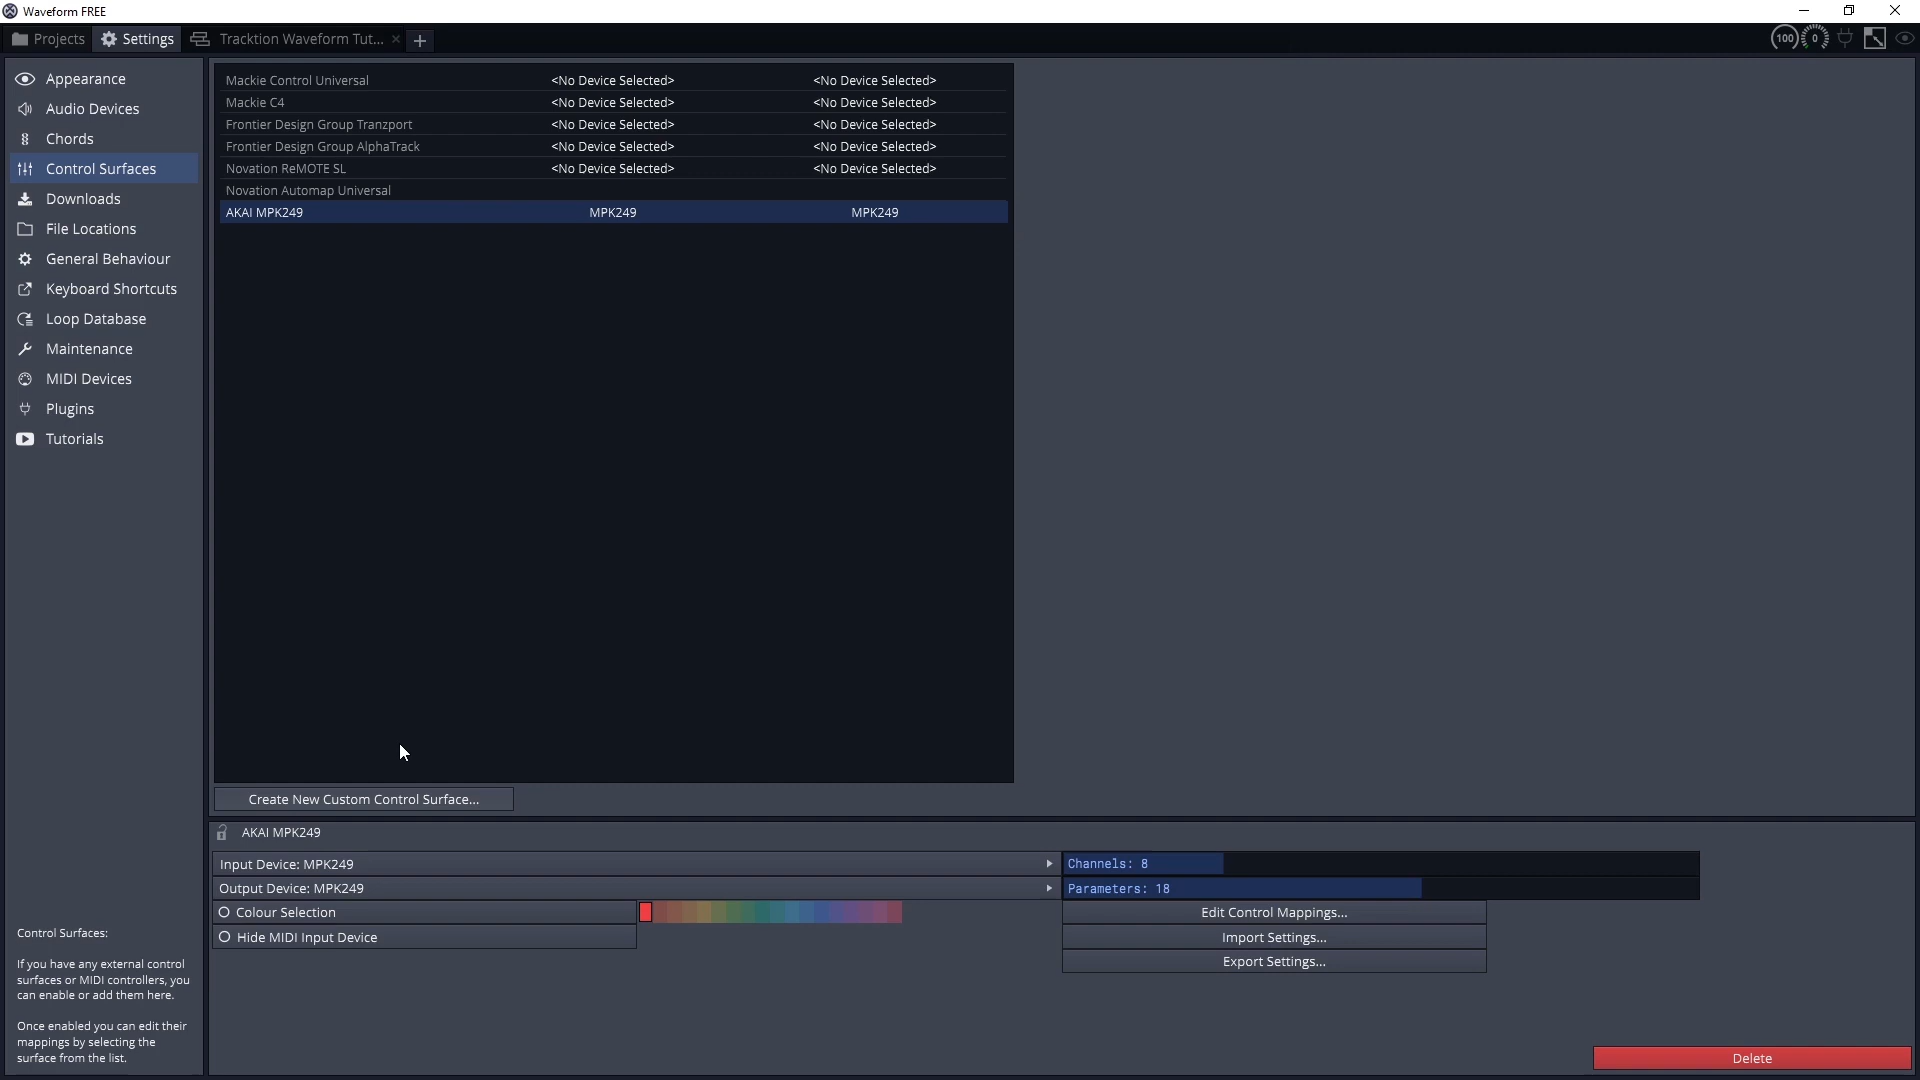 Waveform FREE
Projects
Settings
Tracktion Waveform Tut...
100
0
Appearance
Audio Devices
Chords
Control Surfaces
Downloads
File Locations
General Behaviour
Keyboard Shortcuts
Loop Database
Maintenance
MIDI Devices
Plugins
Tutorials
Mackie Control Universal <No Device Selected> <No Device Selected>
Mackie C4 <No Device Selected> <No Device Selected>
Frontier Design Group Tranzport <No Device Selected> <No Device Selected>
Frontier Design Group AlphaTrack <No Device Selected> <No Device Selected>
Novation ReMOTE SL <No Device Selected> <No Device Selected>
Novation Automap Universal
AKAI MPK249 MPK249 MPK249
Create New Custom Control Surface...
AKAI MPK249
Input Device: MPK249
Output Device: MPK249
Colour Selection
Hide MIDI Input Device
Channels: 8
Parameters: 18
Edit Control Mappings...
Import Settings...
Export Settings...
Delete
Control Surfaces:
If you have any external control
surfaces or MIDI controllers, you
can enable or add them here.
Once enabled you can edit their
mappings by selecting the
surface from the list.